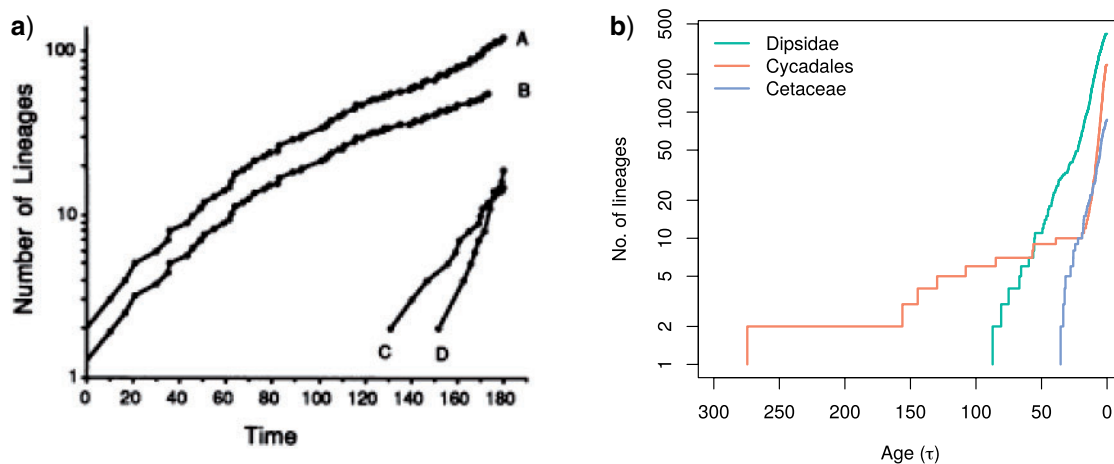 a)
Number of Lineages
100
10
1
A
B
C
D
0 20 40 60 80 100 120 140 160 180
Time
b)
No. of lineages
500
200
100
50
20
10
5
2
1
Dipsidae
Cycadales
Cetaceae
300 250 200 150 100 50 0
Age (τ)